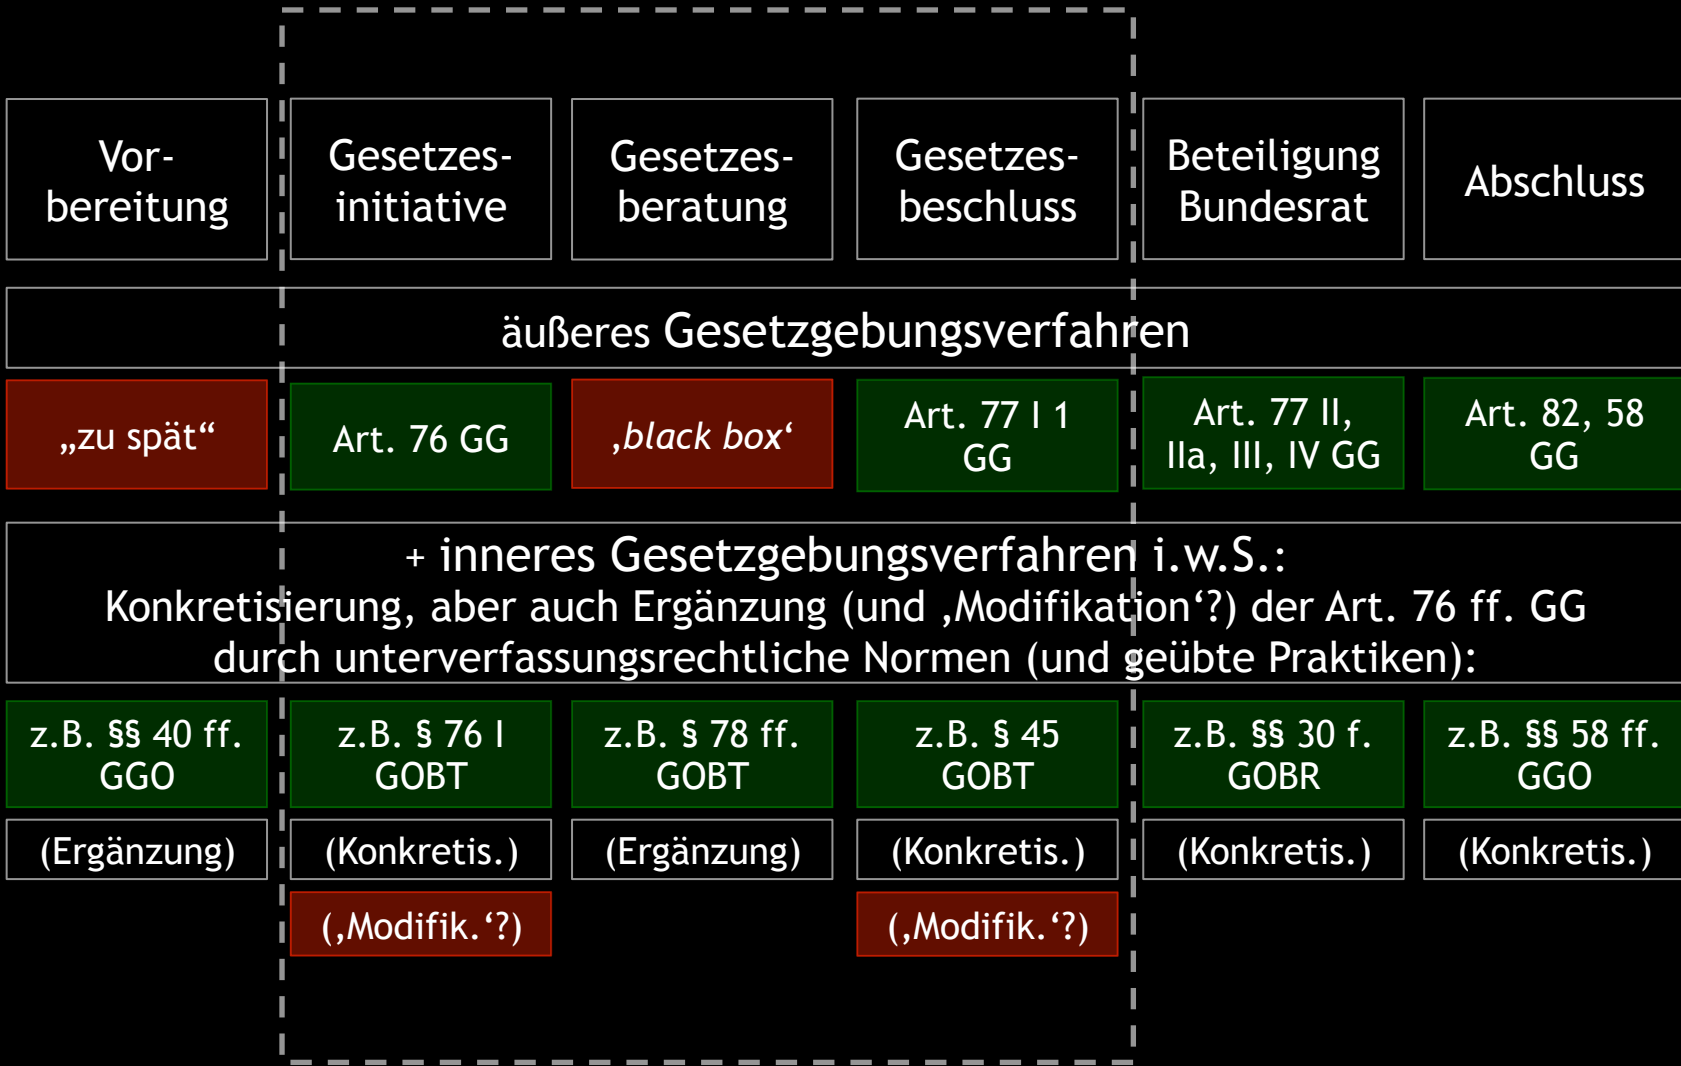 Vor-
bereitung
Gesetzes-
initiative
Gesetzes-
beratung
Gesetzes-
beschluss
Beteiligung
Bundesrat
Abschluss
äußeres Gesetzgebungsverfahren
„zu spät“
Art. 76 GG
‚black box‘
Art. 77 I 1
GG
Art. 77 II,
IIa, III, IV GG
Art. 82, 58
GG
+ inneres Gesetzgebungsverfahren i.w.S.:
Konkretisierung, aber auch Ergänzung (und ‚Modifikation‘?) der Art. 76 ff. GG
durch unterverfassungsrechtliche Normen (und geübte Praktiken):
z.B. §§ 40 ff.
GGO
z.B. § 76 I
GOBT
z.B. § 78 ff.
GOBT
z.B. § 45
GOBT
z.B. §§ 30 f.
GOBR
z.B. §§ 58 ff.
GGO
(Ergänzung)
(Konkretis.)
(Ergänzung)
(Konkretis.)
(Konkretis.)
(Konkretis.)
(‚Modifik.‘?)
(‚Modifik.‘?)